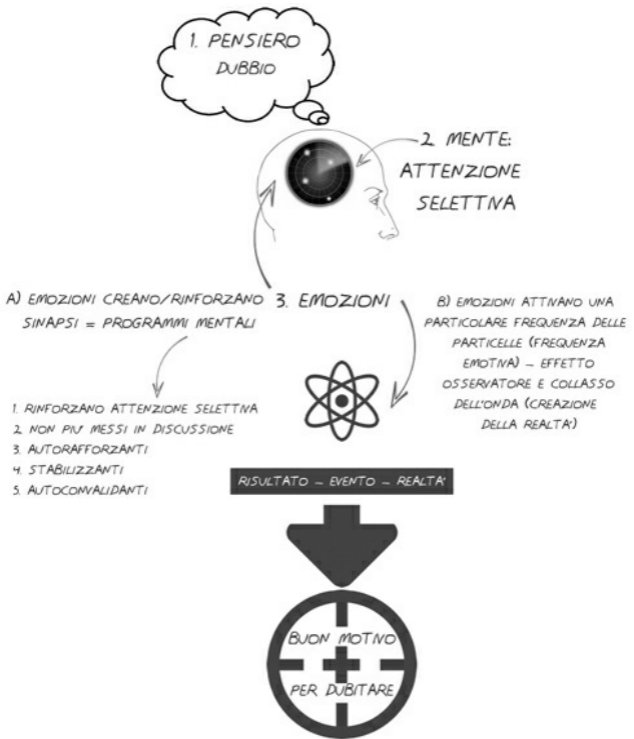 1. PENSIERO
DUBBIO
2. MENTE:
ATTENZIONE
SELETTIVA
A) EMOZIONI CREANO/RINFORZANO
SINAPSI = PROGRAMMI MENTALI
3. EMOZIONI
B) EMOZIONI ATTIVANO UNA
PARTICOLARE FREQUENZA DELLE
PARTICELLE (FREQUENZA
EMOTIVA) – EFFETTO
OSSERVATORE E COLLASSO
DELL'ONDA (CREAZIONE
DELLA REALTA')
1. RINFORZANO ATTENZIONE SELETTIVA
2. NON PIU' MESSI IN DISCUSSIONE
3. AUTORAFFORZANTI
4. STABILIZZANTI
5. AUTOCONVALIDANTI
RISULTATO – EVENTO – REALTA'
BUON MOTIVO
PER DUBITARE